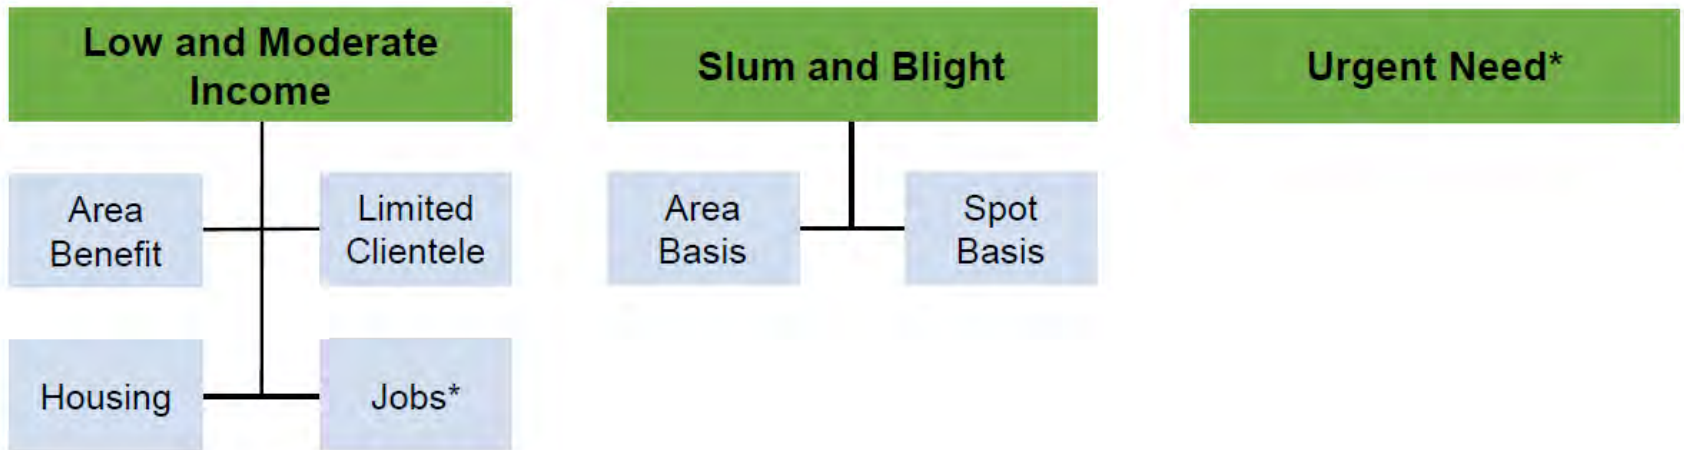 Low and Moderate
Income
Area
Benefit
Limited
Clientele
Housing
Jobs*
Slum and Blight
Area
Basis
Spot
Basis
Urgent Need*